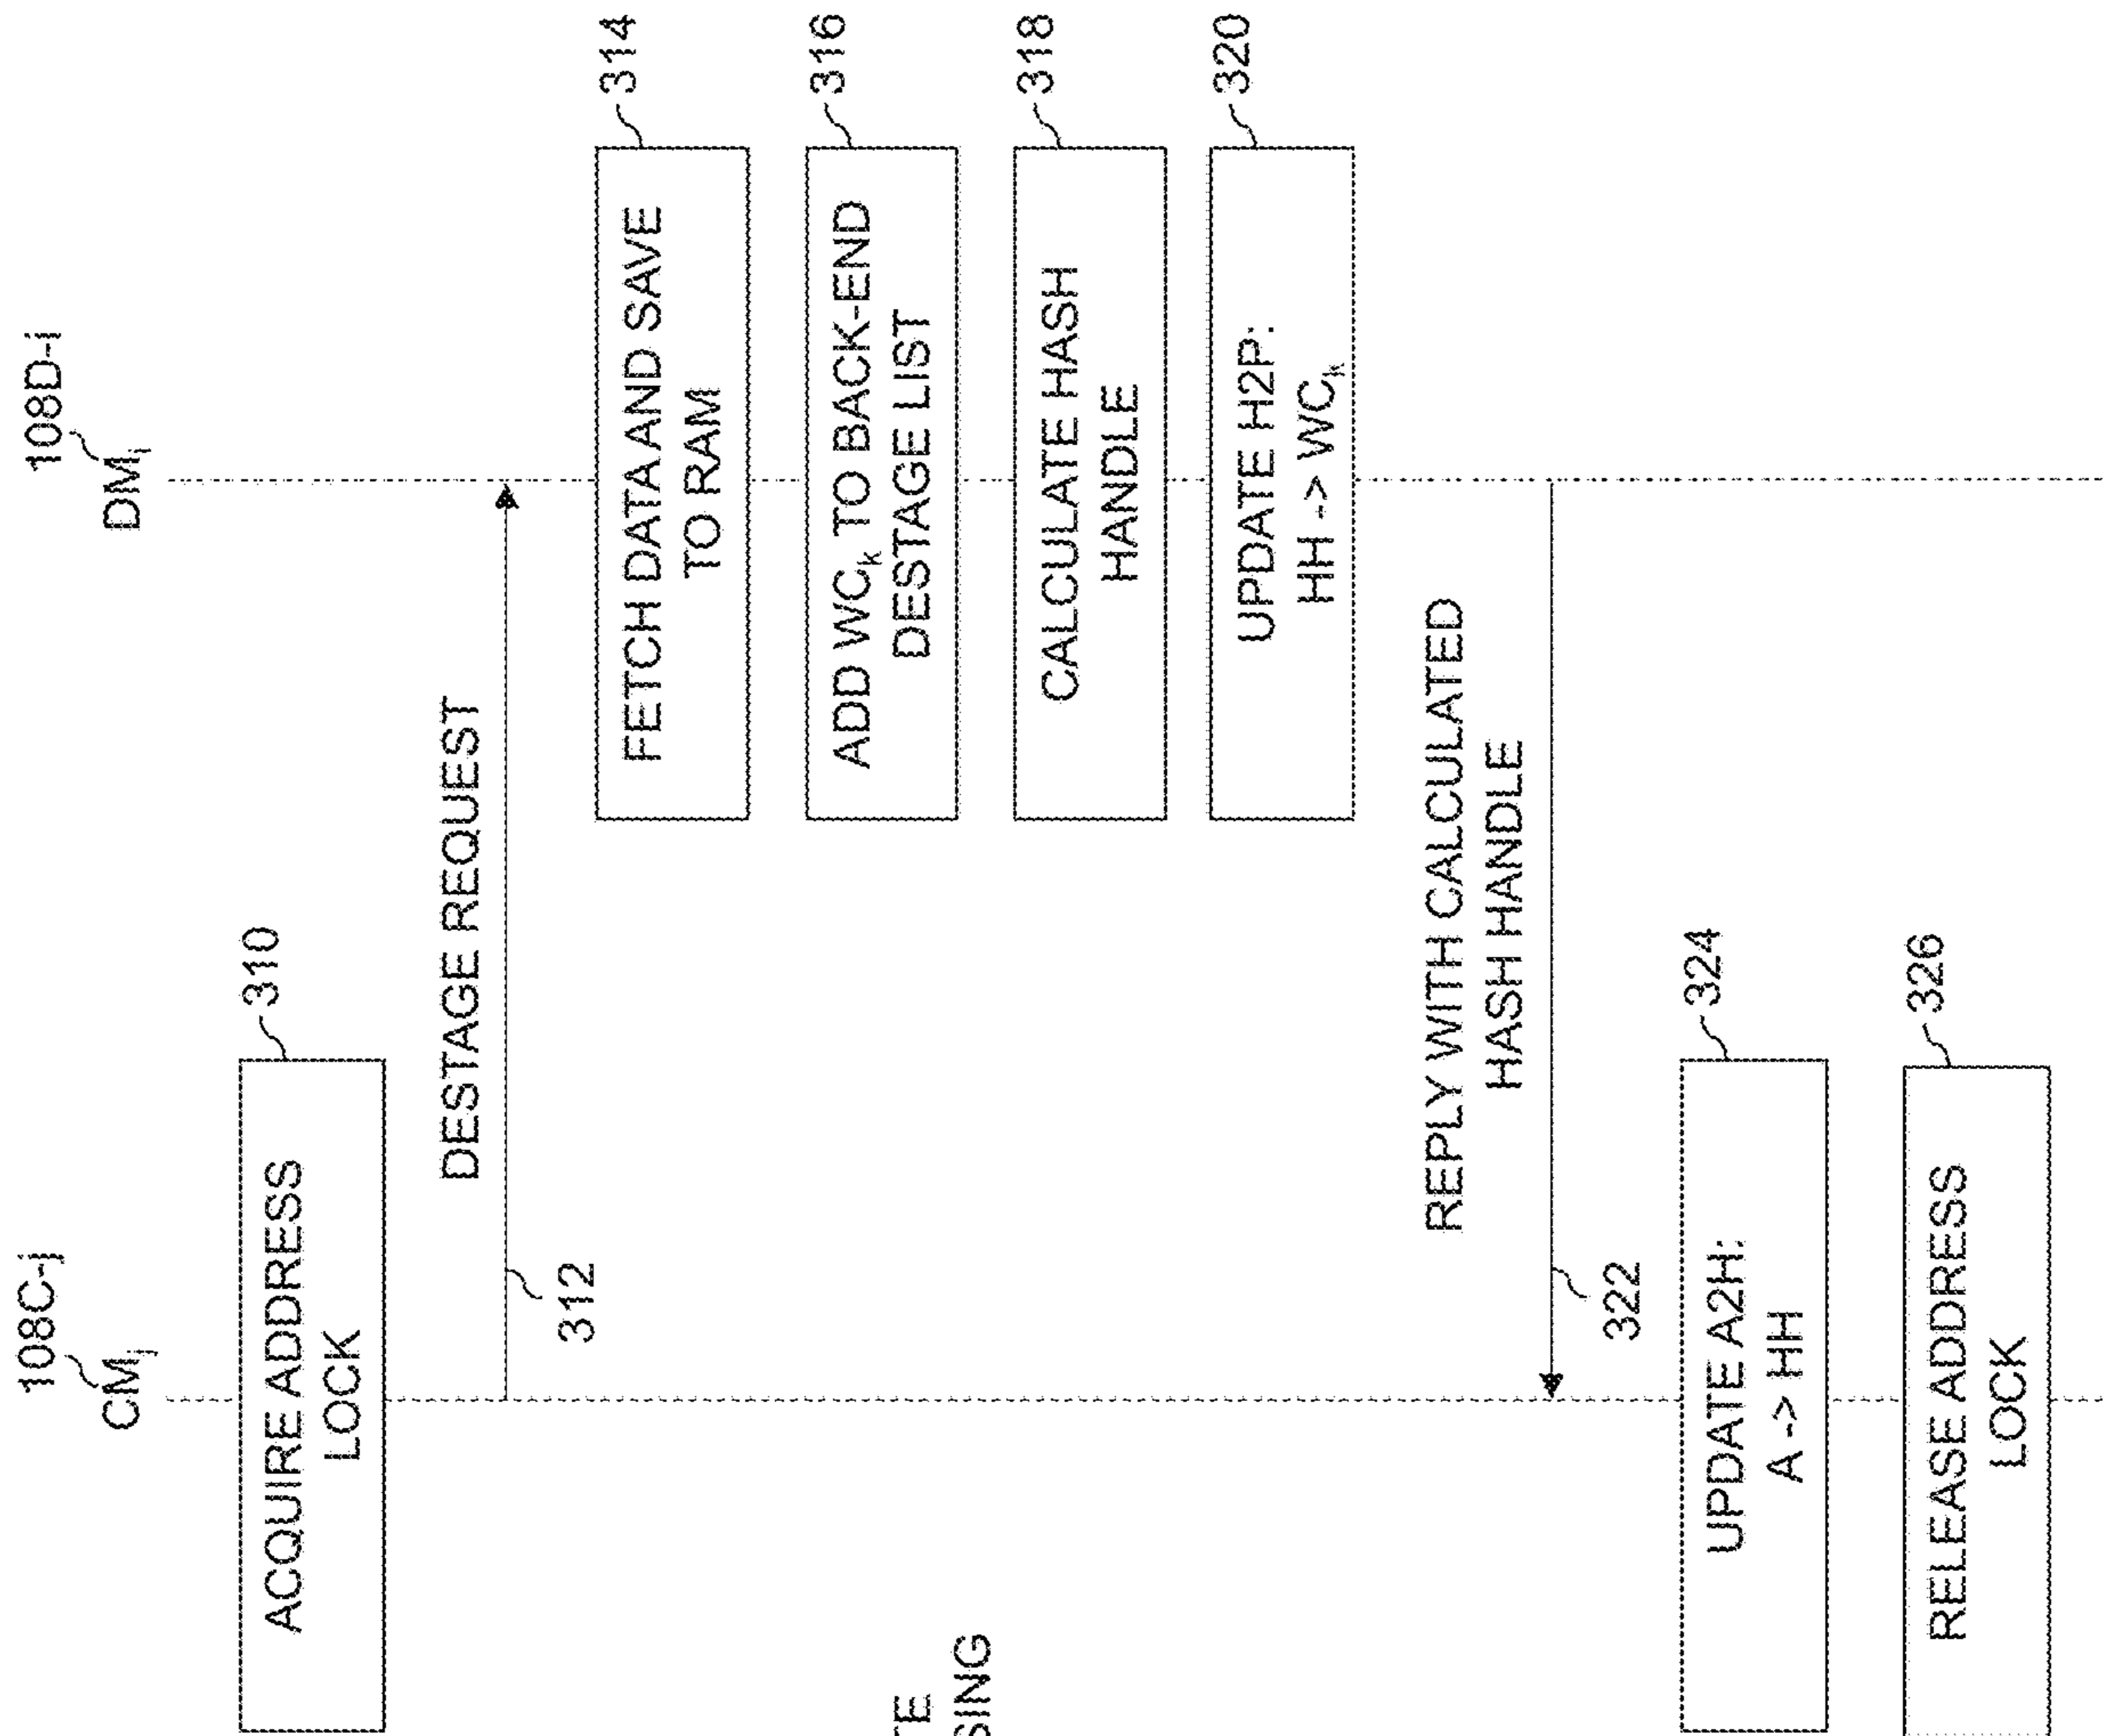 108C-j
CMj
108D-i
DMi
ACQUIRE ADDRESS
LOCK
310
DESTAGE REQUEST
312
FETCH DATA AND SAVE
TO RAM
314
ADD WCk TO BACK-END
DESTAGE LIST
316
CALCULATE HASH
HANDLE
318
UPDATE H2P:
HH -> WCk
320
REPLY WITH CALCULATED
HASH HANDLE
322
UPDATE A2H:
A -> HH
324
RELEASE ADDRESS
LOCK
326